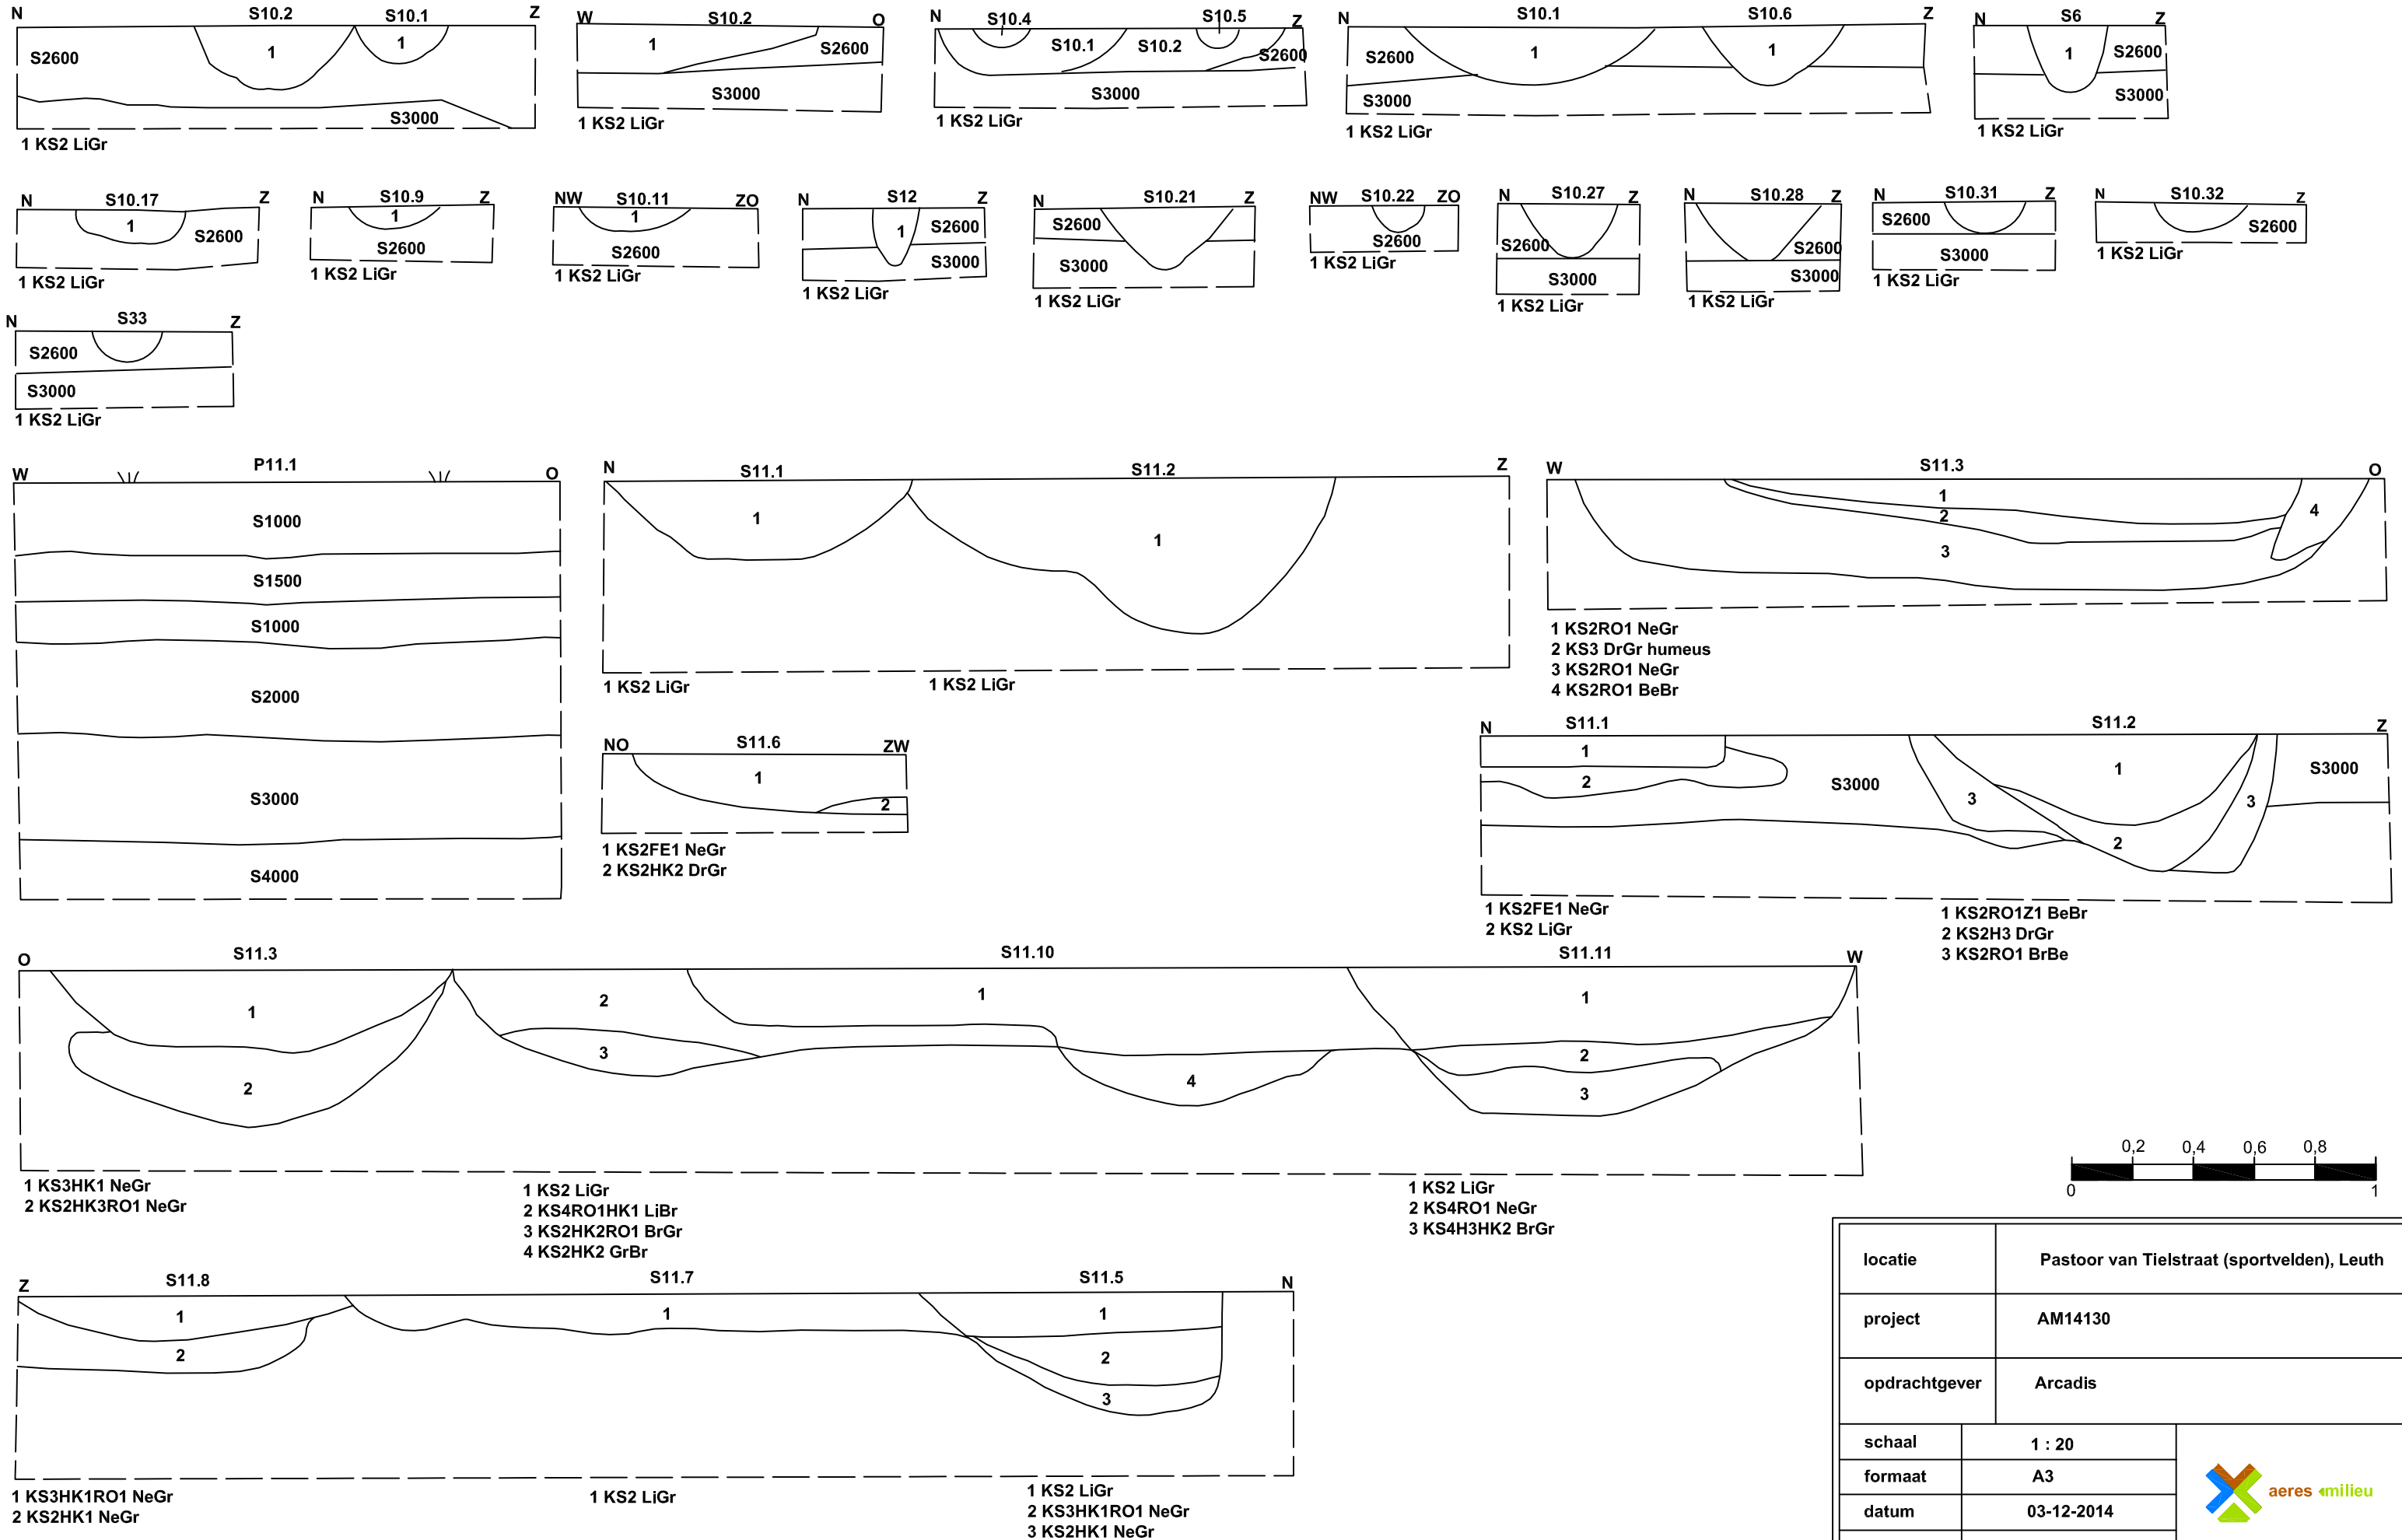 N S10.2 S10.1 Z
1 1
S2600
S3000
1 KS2 LiGr
W S10.2 O
1
S2600
S3000
1 KS2 LiGr
N S10.4 S10.5 Z
S10.1 S10.2
S2600
S3000
1 KS2 LiGr
N S10.1 S10.6 Z
S2600 1 1
S3000
1 KS2 LiGr
N S6 Z
1 S2600
S3000
1 KS2 LiGr
N S10.17 Z
1
S2600
1 KS2 LiGr
N S10.9 Z
1
S2600
1 KS2 LiGr
NW S10.11 ZO
1
S2600
1 KS2 LiGr
N S12 Z
1 S2600
S3000
1 KS2 LiGr
N S10.21 Z
S2600
S3000
1 KS2 LiGr
NW S10.22 ZO
S2600
1 KS2 LiGr
N S10.27 Z
S2600
S3000
1 KS2 LiGr
N S10.28 Z
S2600
S3000
1 KS2 LiGr
N S10.31 Z
S2600
S3000
1 KS2 LiGr
N S10.32 Z
S2600
1 KS2 LiGr
N S33 Z
S2600
S3000
1 KS2 LiGr
W P11.1 O
S1000
S1500
S1000
S2000
S3000
S4000
N S11.1 S11.2 Z
1
1
1 KS2 LiGr 1 KS2 LiGr
W S11.3 O
1
2
4
3
1 KS2RO1 NeGr
2 KS3 DrGr humeus
3 KS2RO1 NeGr
4 KS2RO1 BeBr
NO S11.6 ZW
1
2
1 KS2FE1 NeGr
2 KS2HK2 DrGr
N S11.1 S11.2 Z
1
2
S3000
3
1
2
3
S3000
1 KS2FE1 NeGr
2 KS2 LiGr
1 KS2RO1Z1 BeBr
2 KS2H3 DrGr
3 KS2RO1 BrBe
O S11.3 S11.10 S11.11 W
1
2
2
3
1
4
1
2
3
1 KS3HK1 NeGr
2 KS2HK3RO1 NeGr
1 KS2 LiGr
2 KS4RO1HK1 LiBr
3 KS2HK2RO1 BrGr
4 KS2HK2 GrBr
1 KS2 LiGr
2 KS4RO1 NeGr
3 KS4H3HK2 BrGr
0,2 0,4 0,6 0,8
0 1
Z S11.8 S11.7 S11.5 N
1
2
1
1
2
3
1 KS3HK1RO1 NeGr
2 KS2HK1 NeGr
1 KS2 LiGr
1 KS2 LiGr
2 KS3HK1RO1 NeGr
3 KS2HK1 NeGr
locatie Pastoor van Tielstraat (sportvelden), Leuth
project AM14130
opdrachtgever Arcadis
schaal 1 : 20
formaat A3
datum 03-12-2014
aeres milieu